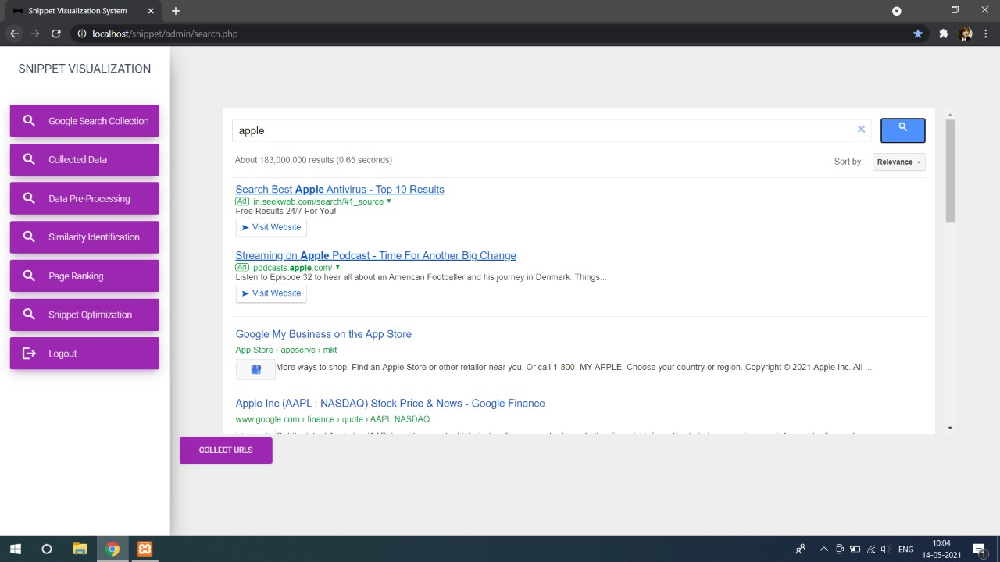 Snippet Visualization System
localhost/snippet/admin/search.php
SNIPPET VISUALIZATION
Google Search Collection
Collected Data
Data Pre-Processing
Similarity Identification
Page Ranking
Snippet Optimization
Logout
apple
About 183,000,000 results (0.65 seconds)
Sort by: Relevance
Search Best Apple Antivirus - Top 10 Results
Ad in.seekweb.com/search/#1_source
Free Results 24/7 For You!
Visit Website
Streaming on Apple Podcast - Time For Another Big Change
Ad podcasts.apple.com/
Listen to Episode 32 to hear all about an American Footballer and his journey in Denmark. Things...
Visit Website
Google My Business on the App Store
App Store › appserve › mkt
More ways to shop: Find an Apple Store or other retailer near you. Or call 1-800- MY-APPLE. Choose your country or region. Copyright © 2021 Apple Inc. All ...
Apple Inc (AAPL : NASDAQ) Stock Price & News - Google Finance
www.google.com › finance › quote › AAPL.NASDAQ
COLLECT URLS
ENG
10:04
14-05-2021
1